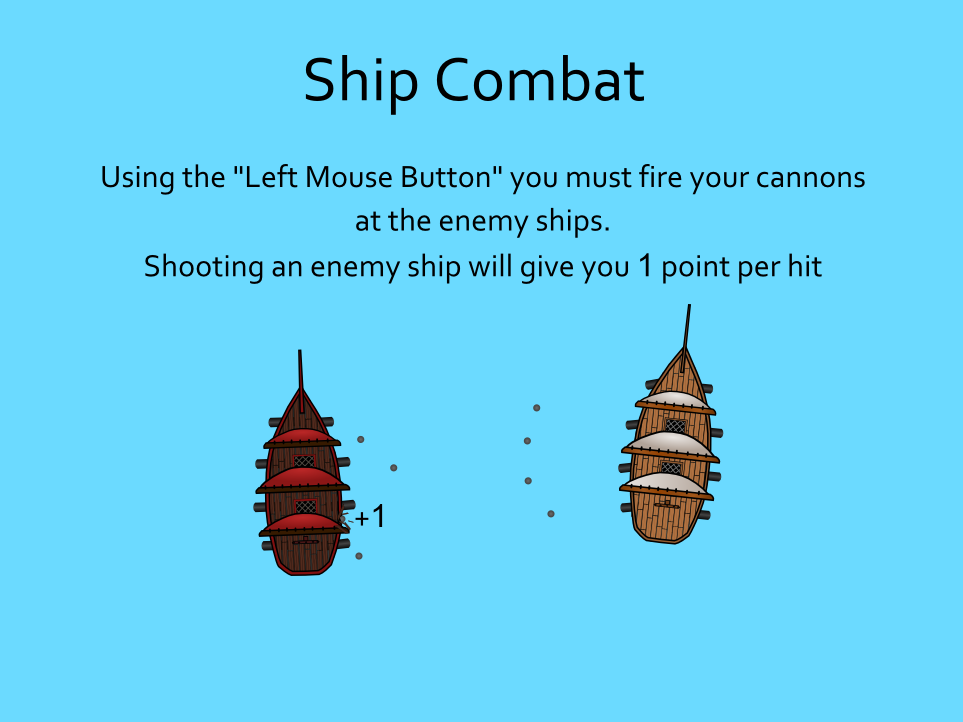 Ship Combat
Using the "Left Mouse Button" you must fire your cannons
at the enemy ships.
Shooting an enemy ship will give you 1 point per hit
+1